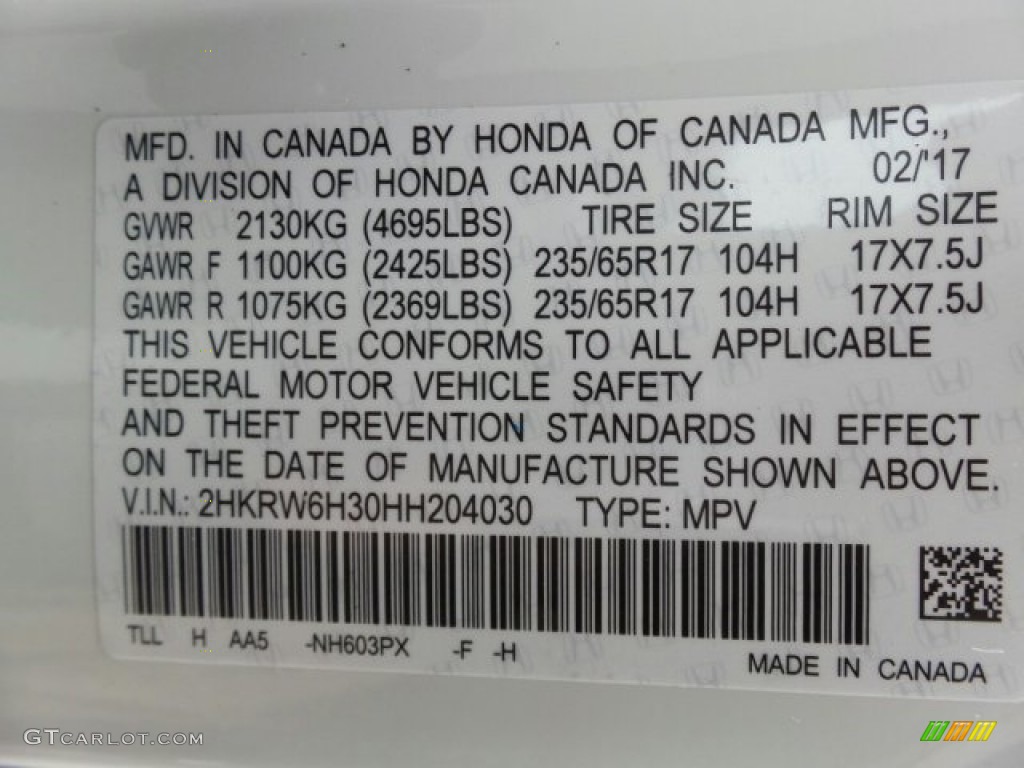 MFD. IN CANADA BY HONDA OF CANADA MFG.,
A DIVISION OF HONDA CANADA INC. 02/'17
GVWR 2130KG (4695LBS) TIRE SIZE RIM SIZE
GAWR F 1100KG (2425LBS) 235/65R17 104H 17X7.5J
GAWR R 1075KG (2369LBS) 235/65R17 104H 17X7.5J
THIS VEHICLE CONFORMS TO ALL APPLICABLE
FEDERAL MOTOR VEHICLE SAFETY
AND THEFT PREVENTION STANDARDS IN EFFECT
ON THE DATE OF MANUFACTURE SHOWN ABOVE.
V.I.N.: 2HKRW6H30HH204030 TYPE: MPV
TLL H AA5 -NH603PX -F -H
MADE IN CANADA
GTCARLOT.COM